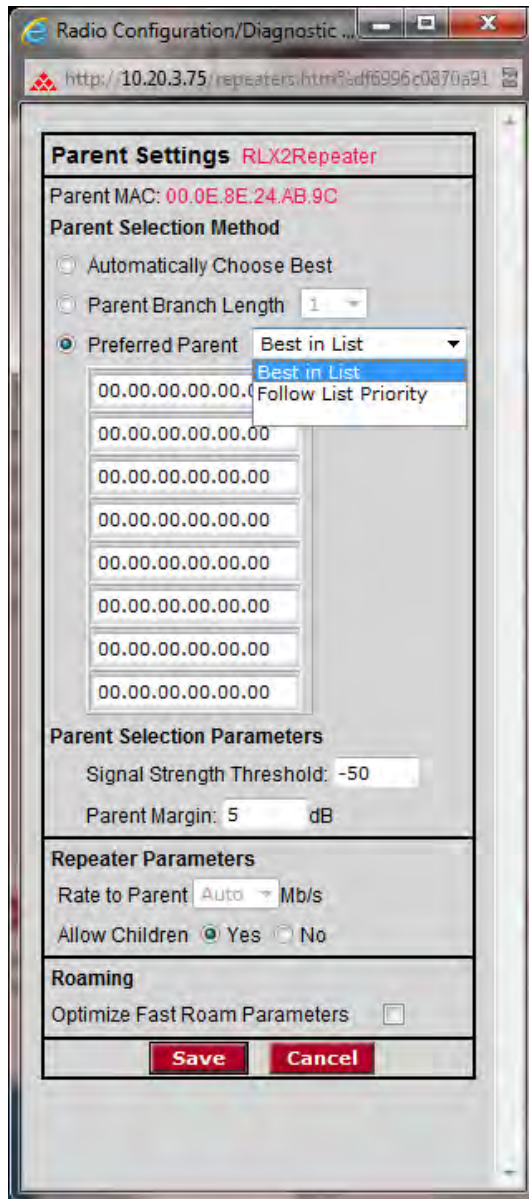 Radio Configuration/Diagnostic ...
http://10.20.3.75/repeaters.htm
Parent Settings RLX2Repeater
Parent MAC: 00.0E.8E.24.AB.9C
Parent Selection Method
Automatically Choose Best
Parent Branch Length 1
Preferred Parent Best in List
Best in List
Follow List Priority
00.00.00.00.0
00.00.00.00.00.00
00.00.00.00.00.00
00.00.00.00.00.00
00.00.00.00.00.00
00.00.00.00.00.00
00.00.00.00.00.00
00.00.00.00.00.00
Parent Selection Parameters
Signal Strength Threshold: -50
Parent Margin: 5 dB
Repeater Parameters
Rate to Parent Auto Mb/s
Allow Children Yes No
Roaming
Optimize Fast Roam Parameters
Save Cancel